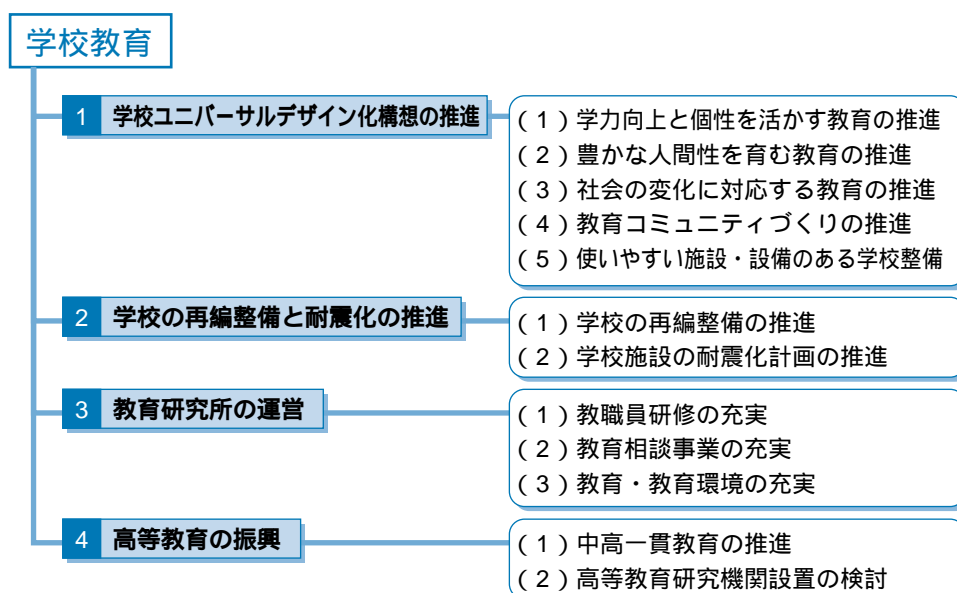 学校教育
1 学校ユニバーサルデザイン化構想の推進
(1)学力向上と個性を活かす教育の推進
(2)豊かな人間性を育む教育の推進
(3)社会の変化に対応する教育の推進
(4)教育コミュニティづくりの推進
(5)使いやすい施設・設備のある学校整備
2 学校の再編整備と耐震化の推進
(1)学校の再編整備の推進
(2)学校施設の耐震化計画の推進
3 教育研究所の運営
(1)教職員研修の充実
(2)教育相談事業の充実
(3)教育・教育環境の充実
4 高等教育の振興
(1)中高一貫教育の推進
(2)高等教育研究機関設置の検討